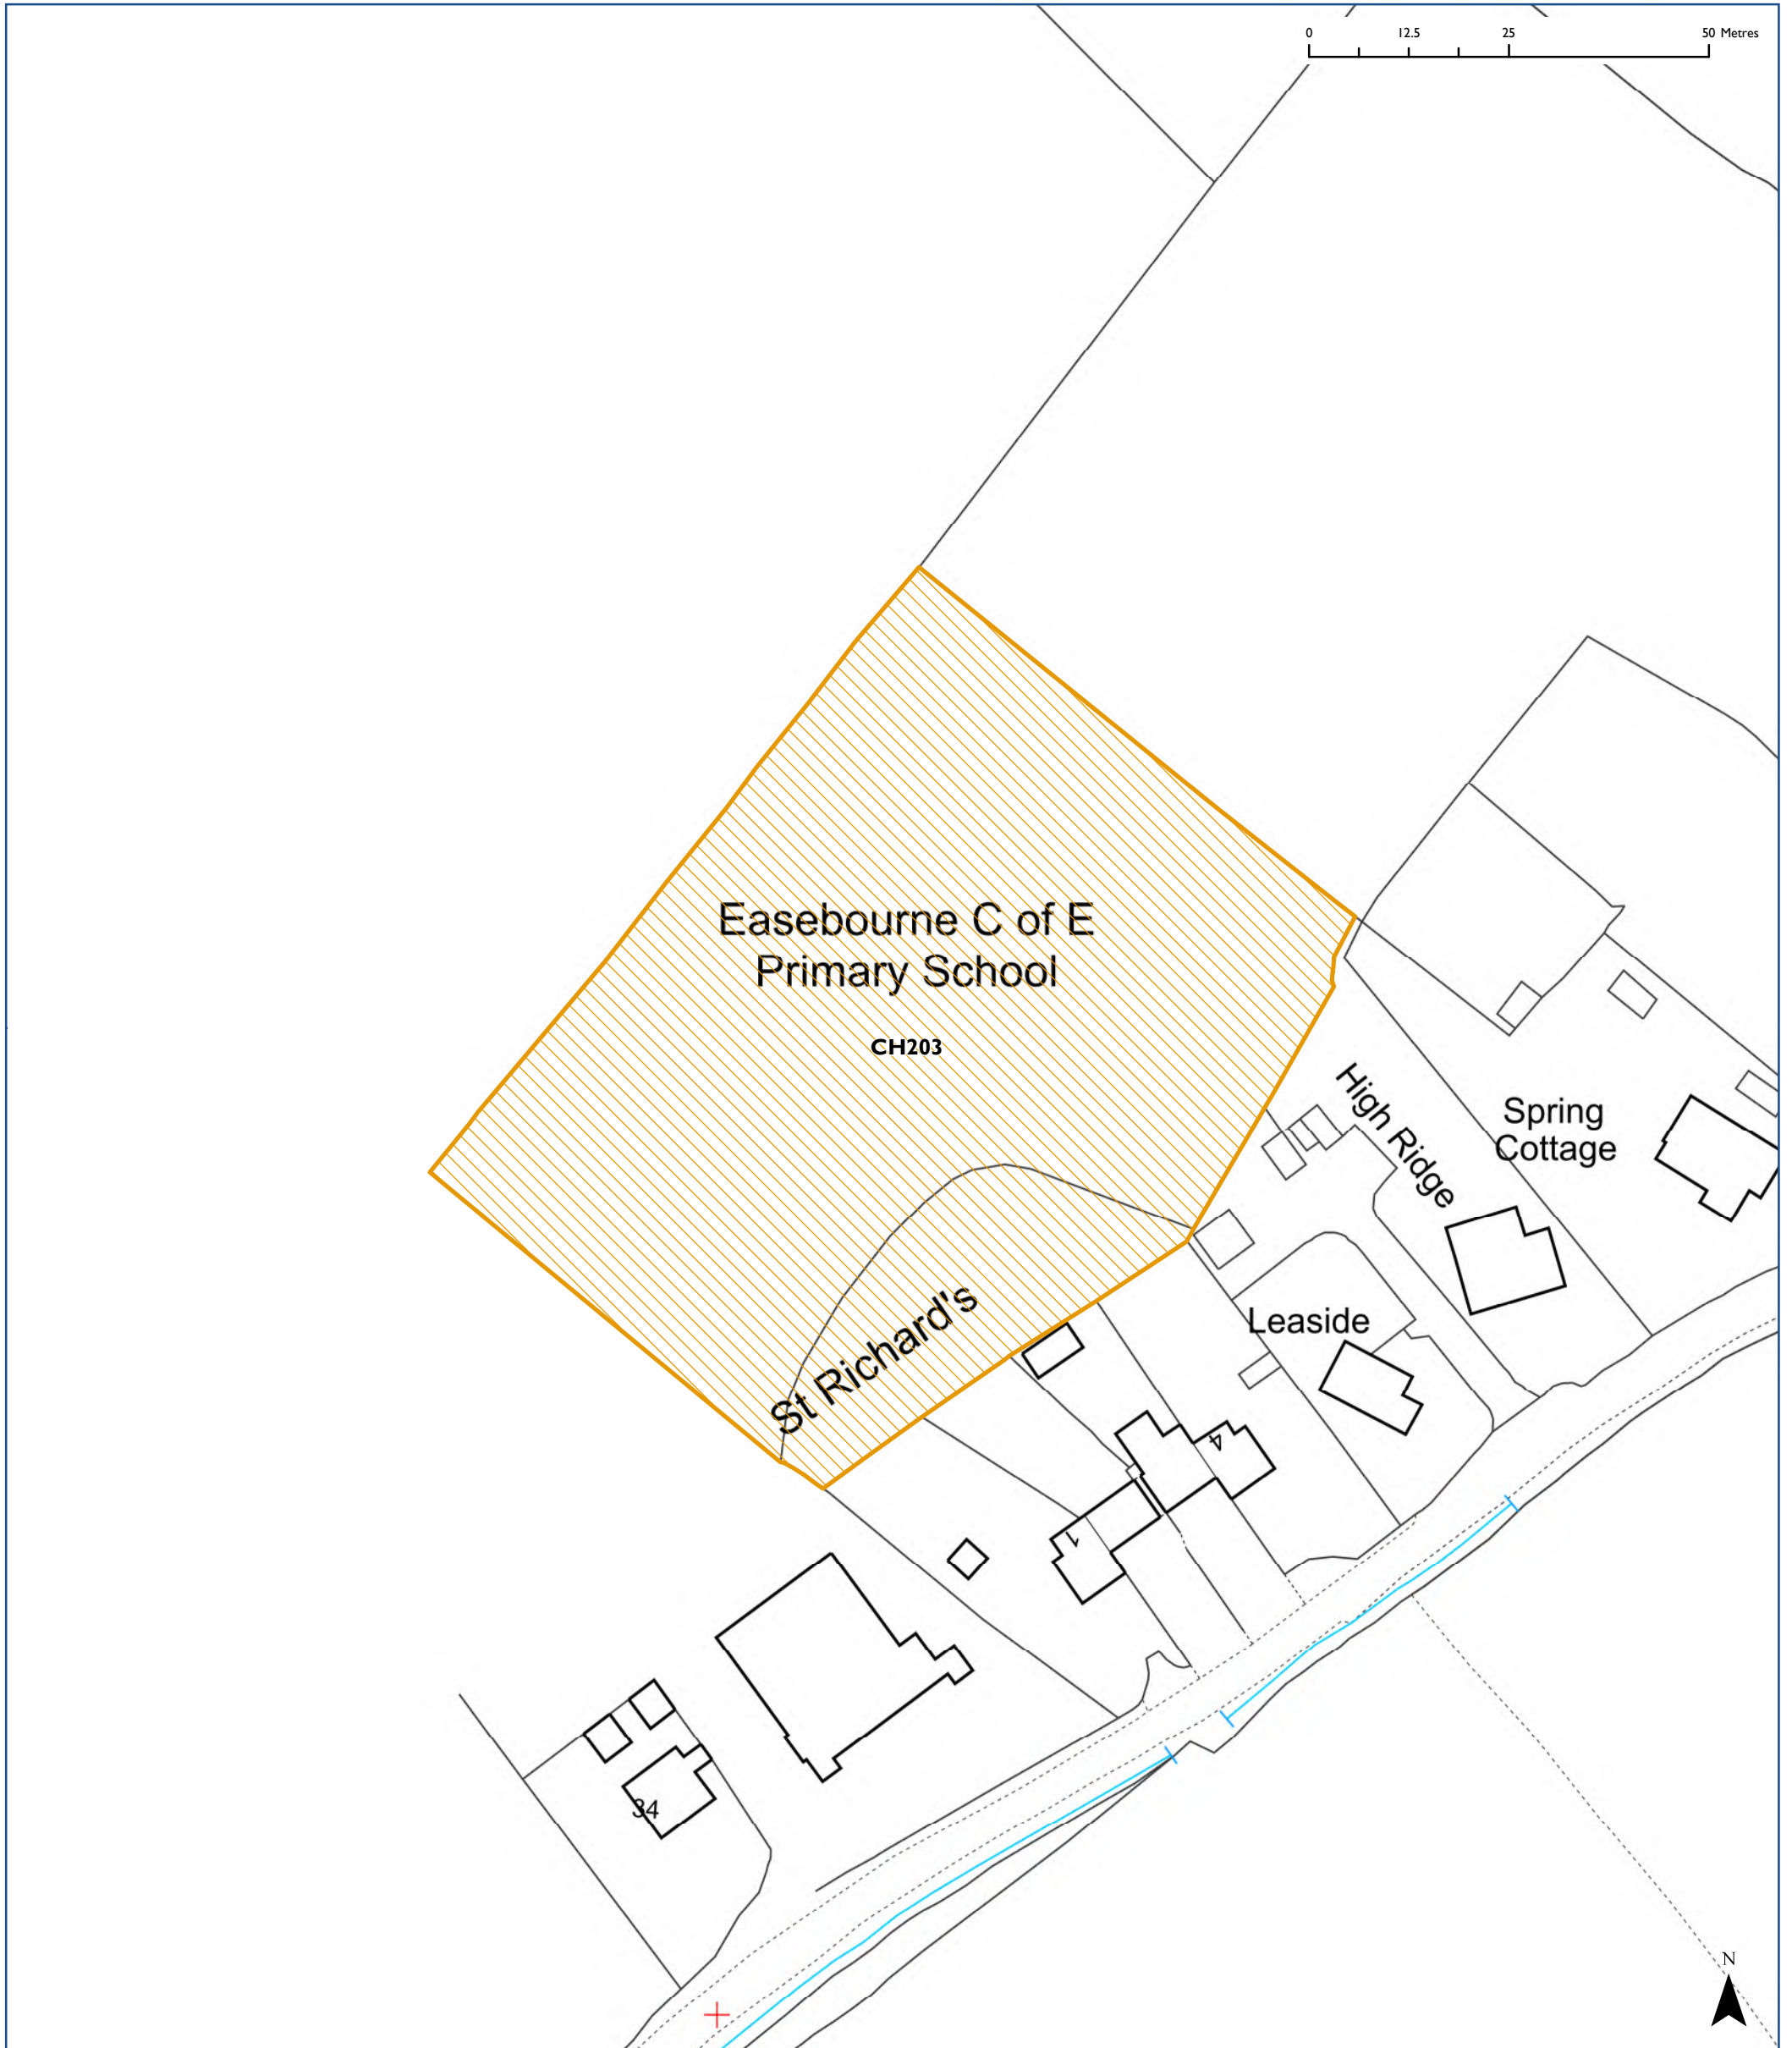 0 12.5 25 50 Metres
Easebourne C of E
Primary School
CH203
High Ridge
Spring
Cottage
St Richard's
Leaside
4
1
34
N